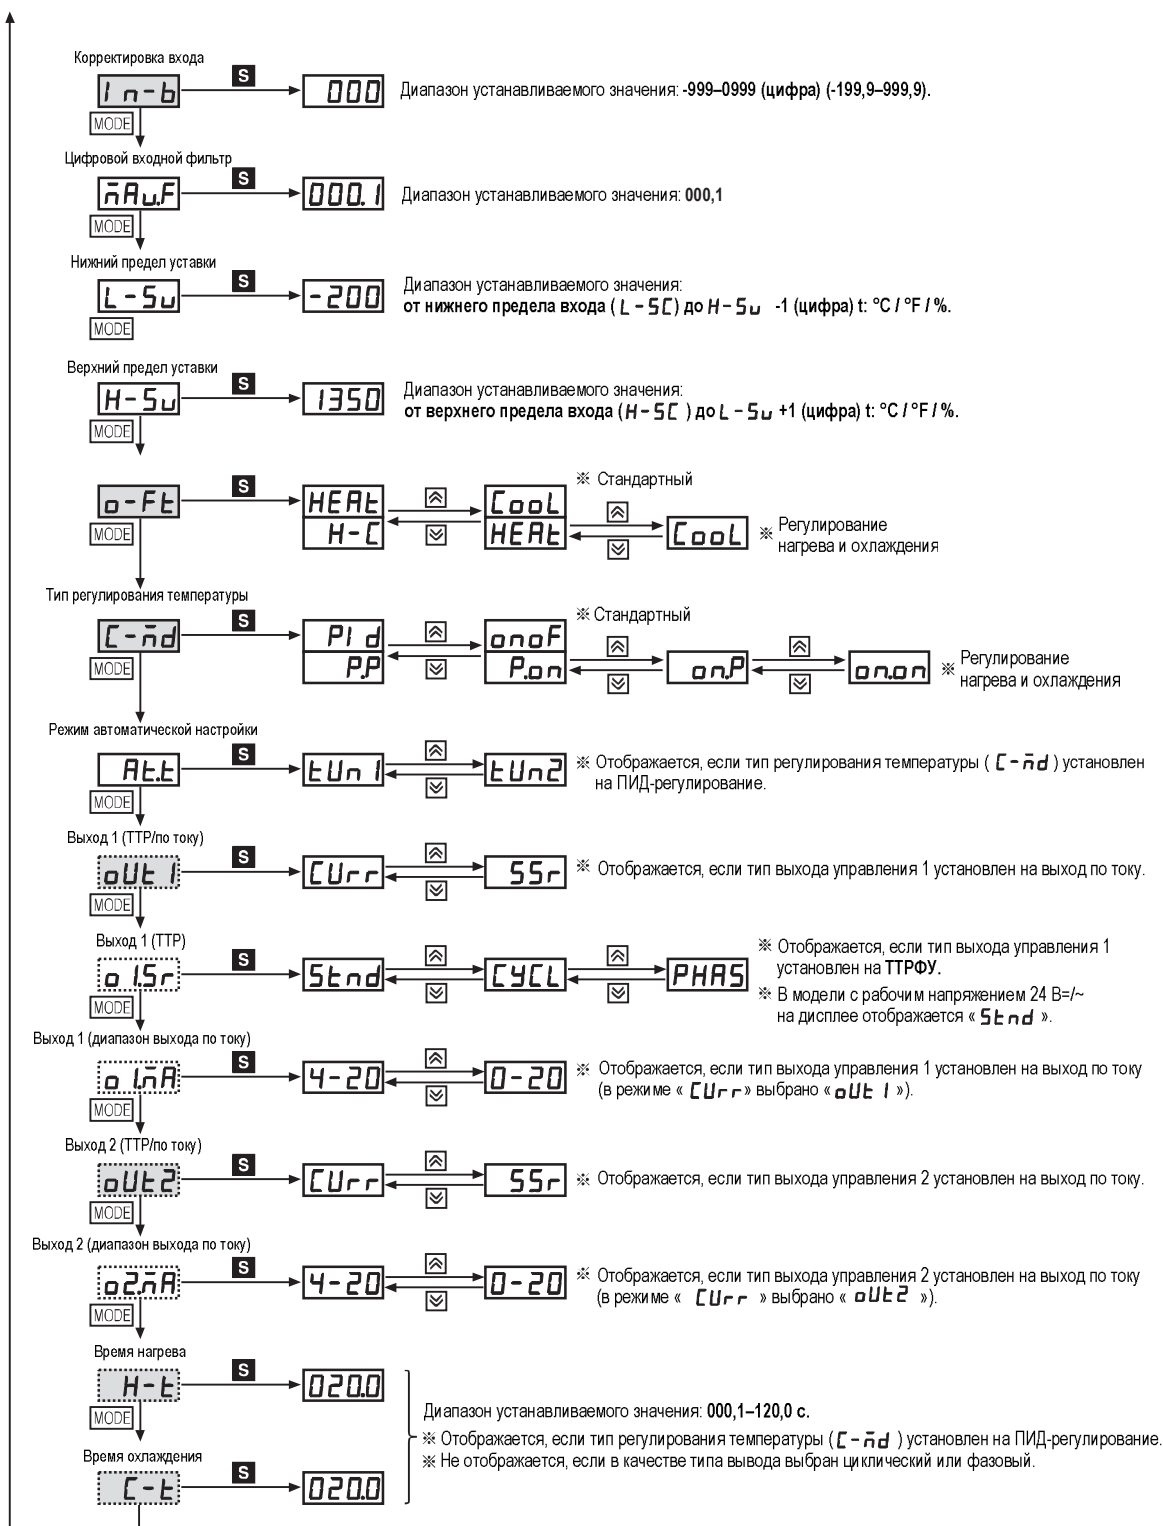 Корректировка входа
In-b S 000 Диапазон устанавливаемого значения: -999–0999 (цифра) (-199,9–999,9).
MODE
Цифровой входной фильтр
mAu.F S 000.1 Диапазон устанавливаемого значения: 000,1
MODE
Нижний предел уставки
L-Su S -200 Диапазон устанавливаемого значения:
от нижнего предела входа ( L-SC) до H-Su -1 (цифра) t: °C / °F / %.
MODE
Верхний предел уставки
H-Su S 1350 Диапазон устанавливаемого значения:
от верхнего предела входа (H-SC ) до L-Su +1 (цифра) t: °C / °F / %.
MODE
o-Ft S HEAt CooL ※ Стандартный
MODE H-C HEAt CooL ※ Регулирование
нагрева и охлаждения
Тип регулирования температуры
C-md S PId onoF ※ Стандартный
MODE P.P P.on on.P on.on ※ Регулирование
нагрева и охлаждения
Режим автоматической настройки
At.t S tUn1 tUn2 ※ Отображается, если тип регулирования температуры ( C-md ) установлен
на ПИД-регулирование.
MODE
Выход 1 (ТТР/по току)
oUt1 S CUrr SSr ※ Отображается, если тип выхода управления 1 установлен на выход по току.
MODE
Выход 1 (ТТР)
o1.Sr S Stnd CYCL PHAS ※ Отображается, если тип выхода управления 1
установлен на ТТРФУ.
MODE ※ В модели с рабочим напряжением 24 В=/~
на дисплее отображается « Stnd ».
Выход 1 (диапазон выхода по току)
o1.mA S 4-20 0-20 ※ Отображается, если тип выхода управления 1 установлен на выход по току
(в режиме « CUrr» выбрано «oUt1 »).
MODE
Выход 2 (ТТР/по току)
oUt2 S CUrr SSr ※ Отображается, если тип выхода управления 2 установлен на выход по току.
MODE
Выход 2 (диапазон выхода по току)
o2.mA S 4-20 0-20 ※ Отображается, если тип выхода управления 2 установлен на выход по току
(в режиме « CUrr » выбрано « oUt2 »).
MODE
Время нагрева
H-t S 020.0
MODE
Диапазон устанавливаемого значения: 000,1–120,0 с.
※ Отображается, если тип регулирования температуры ( C-md ) установлен на ПИД-регулирование.
※ Не отображается, если в качестве типа вывода выбран циклический или фазовый.
Время охлаждения
C-t S 020.0